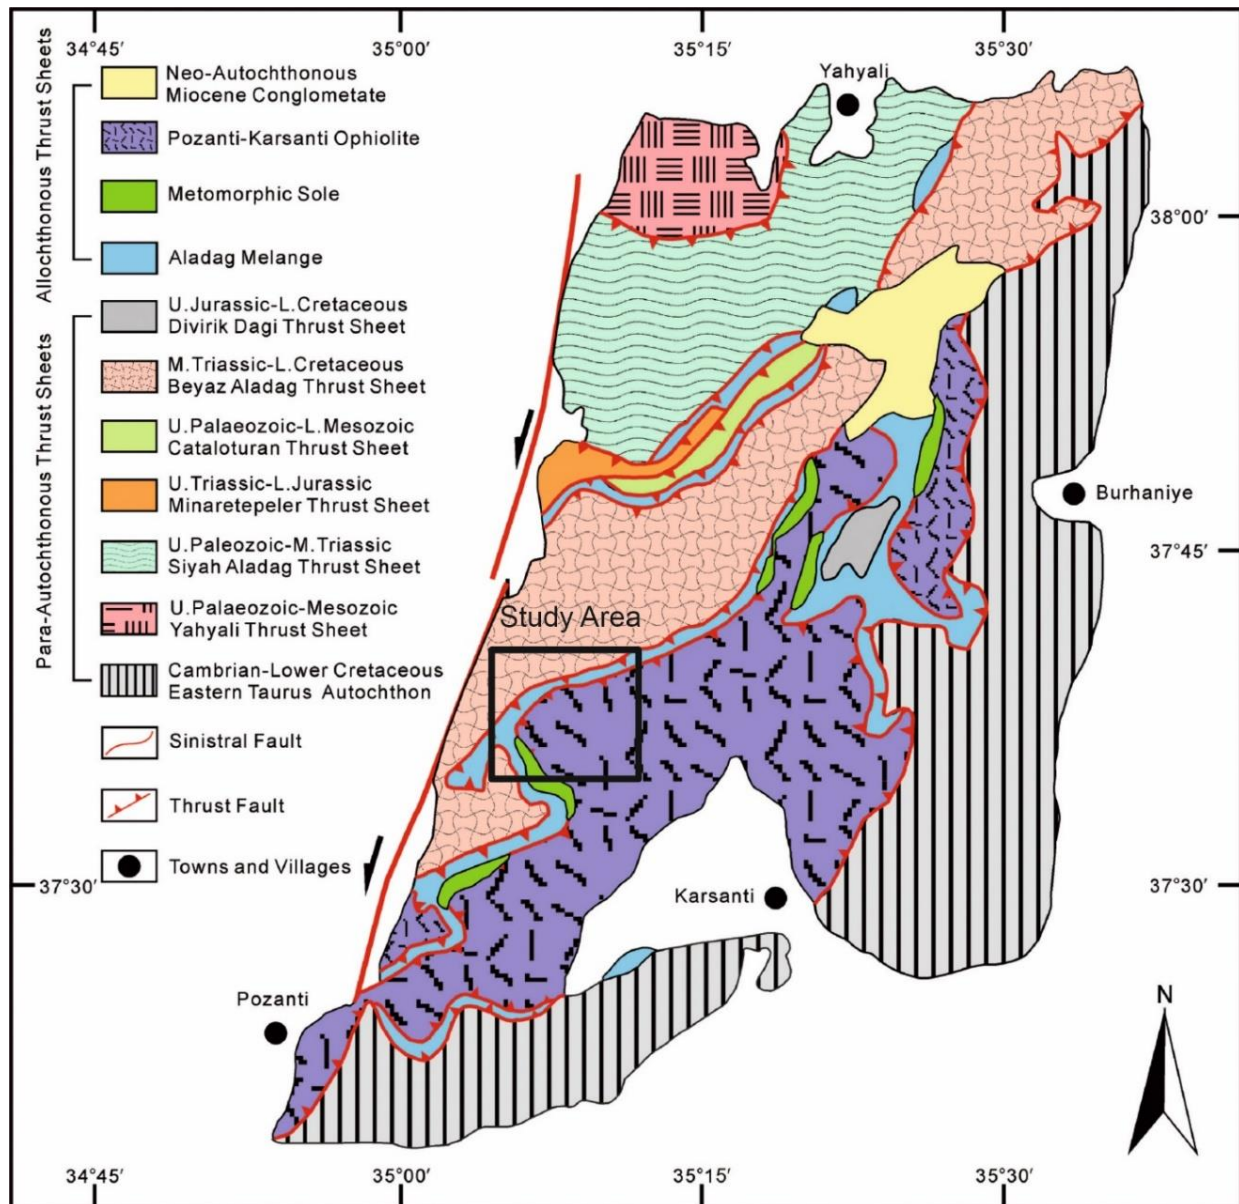 34°45′ 35°00′ 35°15′ 35°30′
Allochthonous Thrust Sheets
Neo-Autochthonous
Miocene Conglometate
Pozanti-Karsanti Ophiolite
Metomorphic Sole
Aladag Melange
Para-Autochthonous Thrust Sheets
U.Jurassic-L.Cretaceous
Divirik Dagi Thrust Sheet
M.Triassic-L.Cretaceous
Beyaz Aladag Thrust Sheet
U.Palaeozoic-L.Mesozoic
Cataloturan Thrust Sheet
U.Triassic-L.Jurassic
Minaretepeler Thrust Sheet
U.Paleozoic-M.Triassic
Siyah Aladag Thrust Sheet
U.Palaeozoic-Mesozoic
Yahyali Thrust Sheet
Cambrian-Lower Cretaceous
Eastern Taurus Autochthon
Sinistral Fault
Thrust Fault
Towns and Villages
Yahyali
38°00′
Burhaniye
37°45′
Study Area
37°30′
Karsanti
37°30′
Pozanti
N
34°45′ 35°00′ 35°15′ 35°30′